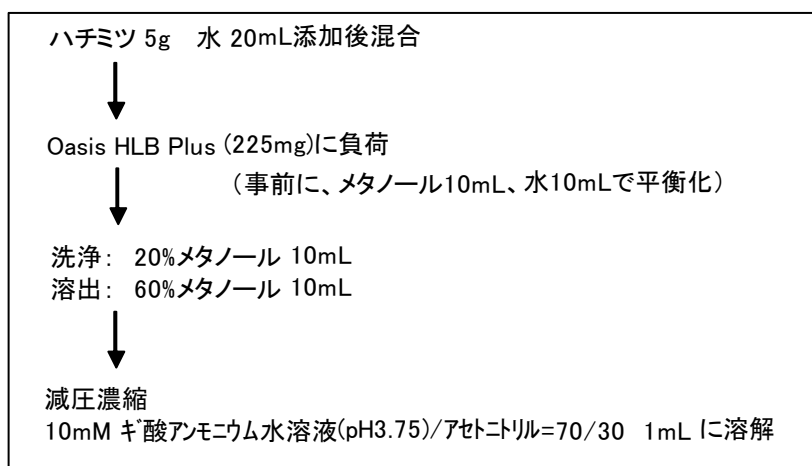 ハチミツ 5g　水 20mL添加後混合
Oasis HLB Plus (225mg)に負荷
（事前に、メタノール10mL、水10mLで平衡化）
洗浄： 20%メタノール 10mL
溶出： 60%メタノール 10mL
減圧濃縮
10mM ｷﾞ酸アンモニウム水溶液(pH3.75)/アセトニトリル=70/30　1mL に溶解